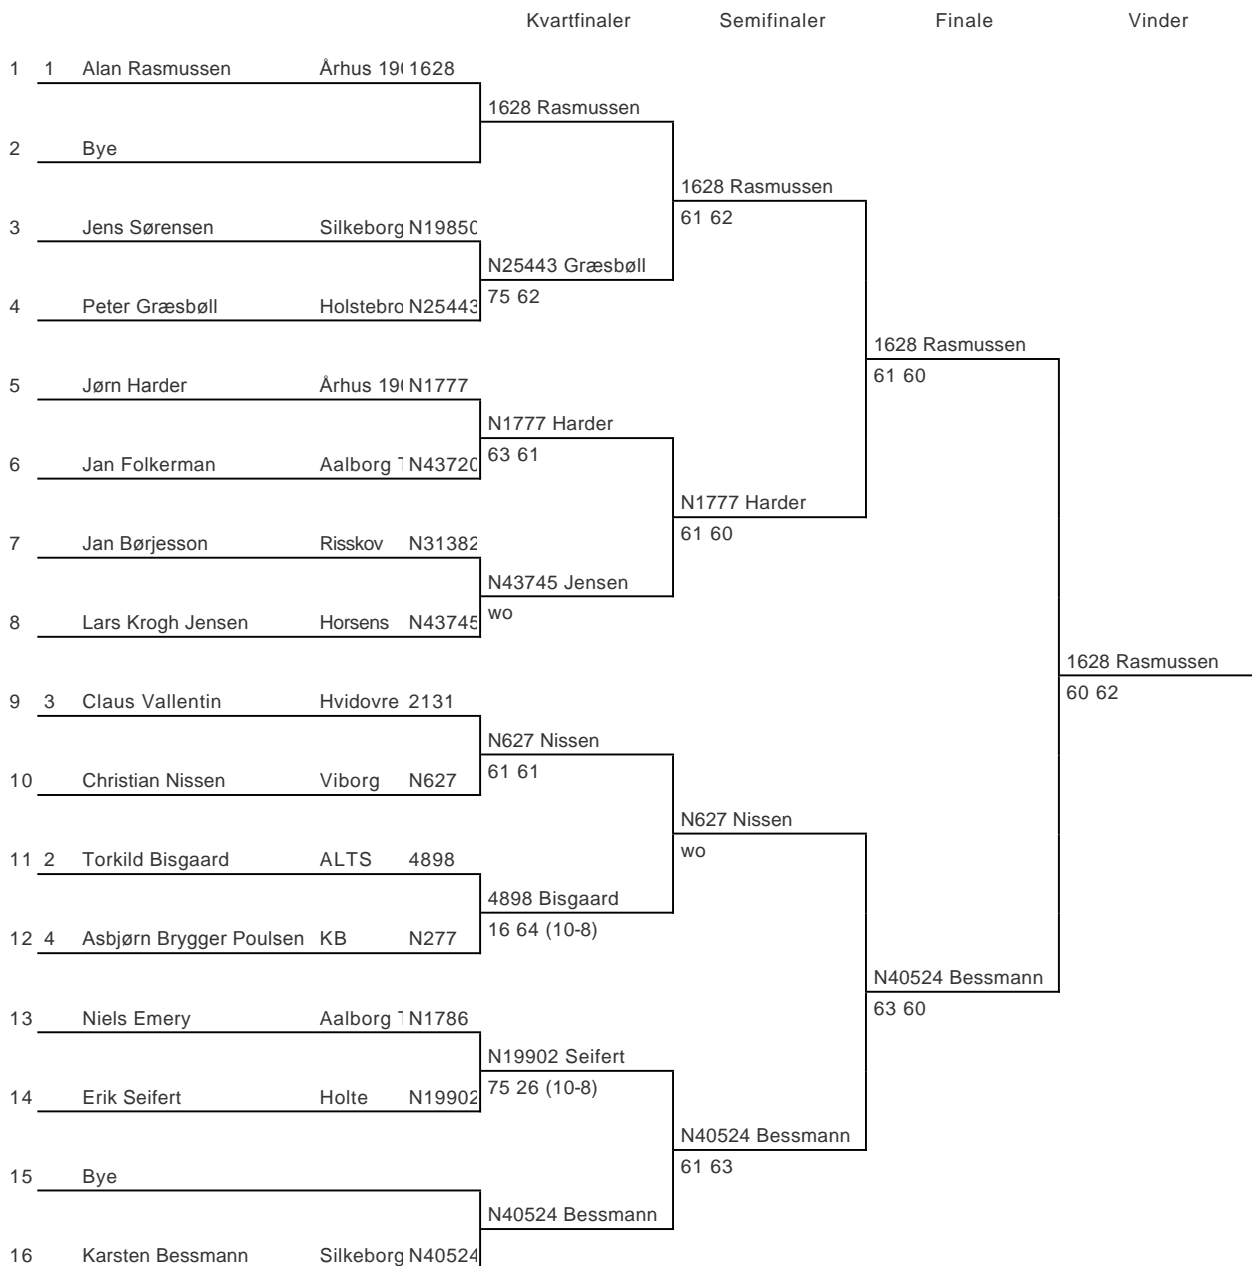 Kvartfinaler Semifinaler Finale Vinder
1 1 Alan Rasmussen Århus 19( 1628
1628 Rasmussen
2 Bye
1628 Rasmussen
3 Jens Sørensen Silkeborg N19850
61 62
N25443 Græsbøll
4 Peter Græsbøll Holstebro N25443
75 62
1628 Rasmussen
5 Jørn Harder Århus 19( N1777
61 60
N1777 Harder
6 Jan Folkerman Aalborg T N43720
63 61
N1777 Harder
7 Jan Børjesson Risskov N31382
61 60
N43745 Jensen
8 Lars Krogh Jensen Horsens N43745
wo
1628 Rasmussen
9 3 Claus Vallentin Hvidovre 2131
60 62
N627 Nissen
10 Christian Nissen Viborg N627
61 61
N627 Nissen
11 2 Torkild Bisgaard ALTS 4898
wo
4898 Bisgaard
12 4 Asbjørn Brygger Poulsen KB N277
16 64 (10-8)
N40524 Bessmann
13 Niels Emery Aalborg T N1786
63 60
N19902 Seifert
14 Erik Seifert Holte N19902
75 26 (10-8)
N40524 Bessmann
15 Bye
61 63
N40524 Bessmann
16 Karsten Bessmann Silkeborg N40524